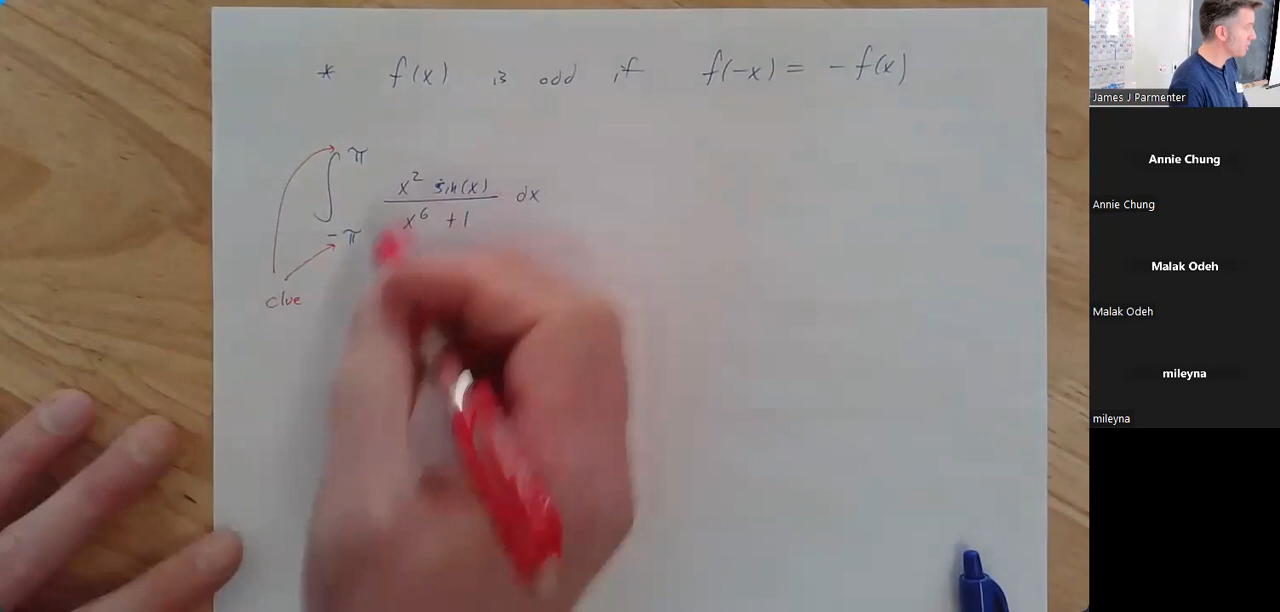 * f(x) is odd if f(-x) = - f(x)
∫ π
x² sin(x) dx
x⁶ + 1
- π
clue
James J Parmenter
Annie Chung
Annie Chung
Malak Odeh
Malak Odeh
mileyna
mileyna